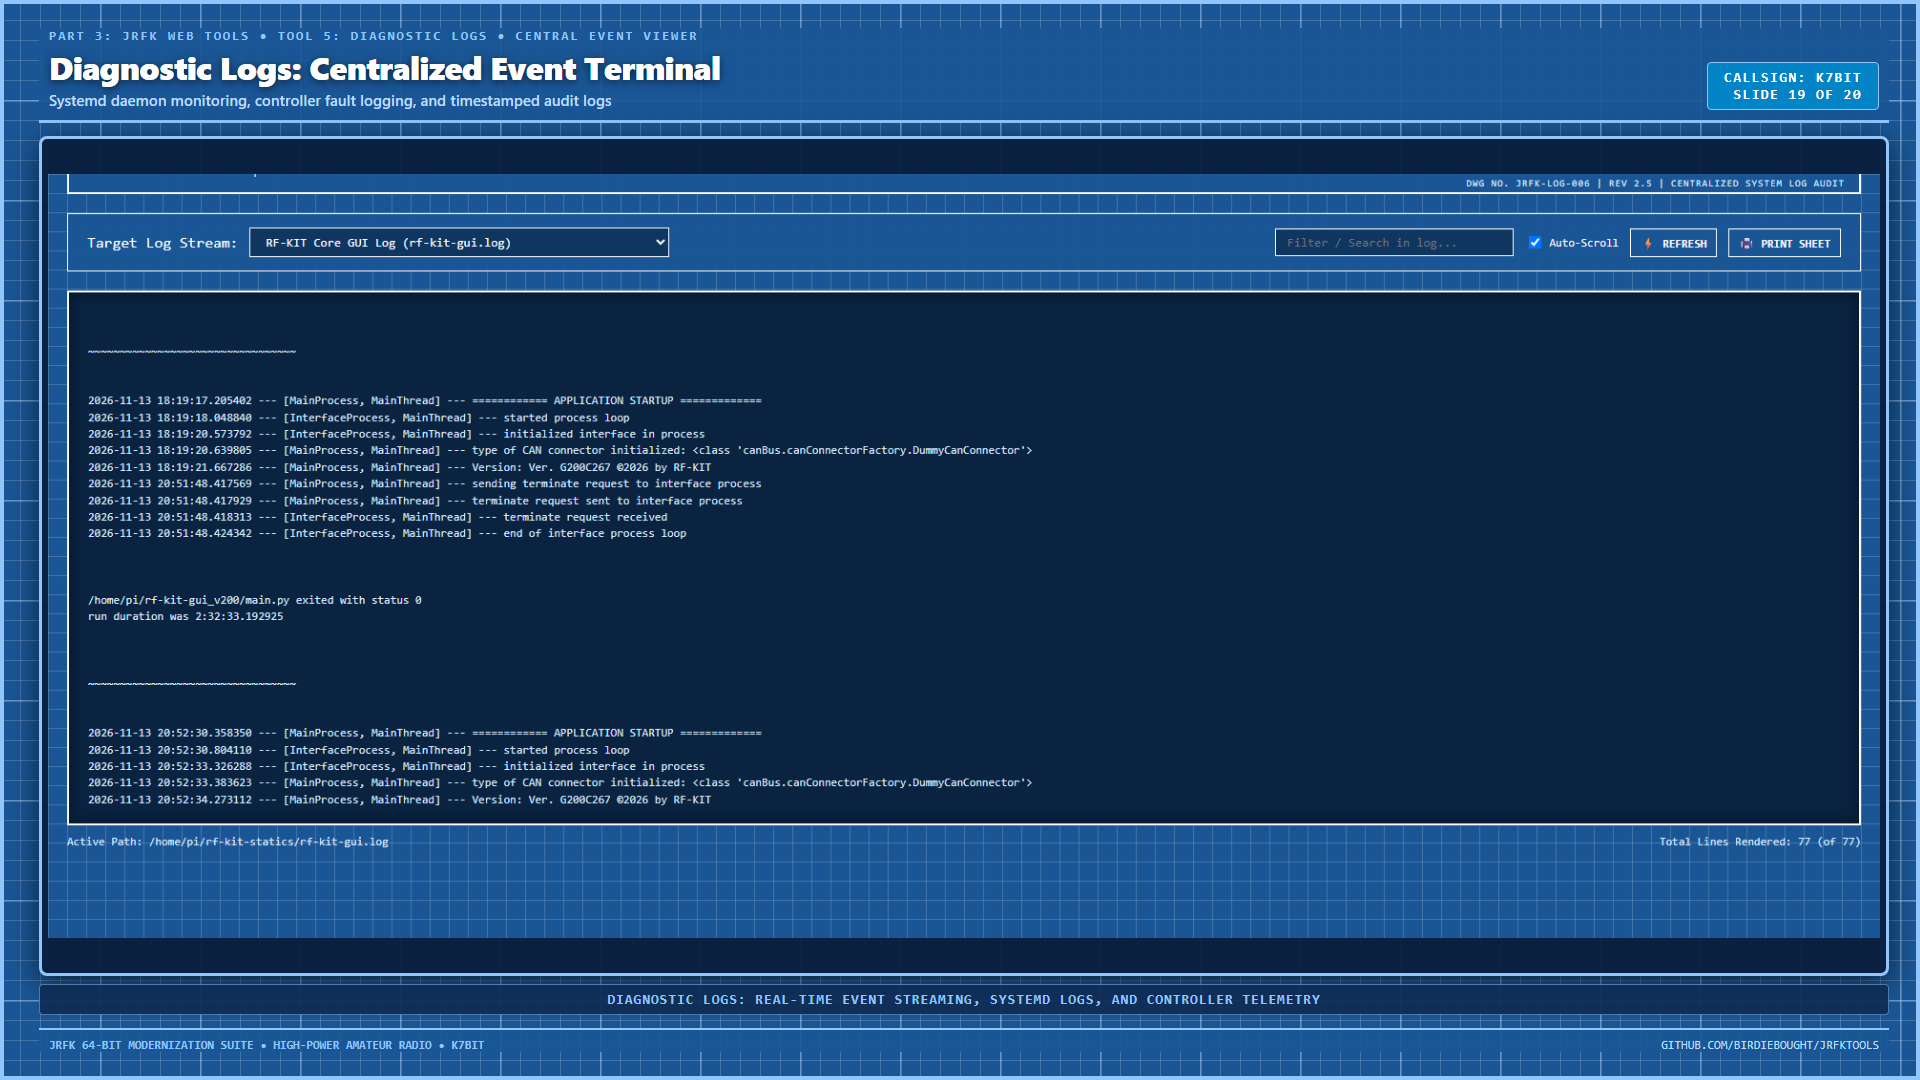 PART 3: JRFK WEB TOOLS • TOOL 5: DIAGNOSTIC LOGS • CENTRAL EVENT VIEWER
Diagnostic Logs: Centralized Event Terminal
Systemd daemon monitoring, controller fault logging, and timestamped audit logs
CALLSIGN: K7BIT
SLIDE 19 OF 20
DWG NO. JRFK-LOG-006 | REV 2.5 | CENTRALIZED SYSTEM LOG AUDIT
Target Log Stream: RF-KIT Core GUI Log (rf-kit-gui.log) Filter / Search in log... Auto-Scroll REFRESH PRINT SHEET
~~~~~~~~~~~~~~~~~~~~~~~~~~~~~~~~~
2026-11-13 18:19:17.205402 --- [MainProcess, MainThread] --- ============ APPLICATION STARTUP =============
2026-11-13 18:19:18.048840 --- [InterfaceProcess, MainThread] --- started process loop
2026-11-13 18:19:20.573792 --- [InterfaceProcess, MainThread] --- initialized interface in process
2026-11-13 18:19:20.639805 --- [MainProcess, MainThread] --- type of CAN connector initialized: <class 'canBus.canConnectorFactory.DummyCanConnector'>
2026-11-13 18:19:21.667286 --- [MainProcess, MainThread] --- Version: Ver. G200C267 ©2026 by RF-KIT
2026-11-13 20:51:48.417569 --- [MainProcess, MainThread] --- sending terminate request to interface process
2026-11-13 20:51:48.417929 --- [MainProcess, MainThread] --- terminate request sent to interface process
2026-11-13 20:51:48.418313 --- [InterfaceProcess, MainThread] --- terminate request received
2026-11-13 20:51:48.424342 --- [InterfaceProcess, MainThread] --- end of interface process loop
/home/pi/rf-kit-gui_v200/main.py exited with status 0
run duration was 2:32:33.192925
~~~~~~~~~~~~~~~~~~~~~~~~~~~~~~~~~
2026-11-13 20:52:30.358350 --- [MainProcess, MainThread] --- ============ APPLICATION STARTUP =============
2026-11-13 20:52:30.804110 --- [InterfaceProcess, MainThread] --- started process loop
2026-11-13 20:52:33.326288 --- [InterfaceProcess, MainThread] --- initialized interface in process
2026-11-13 20:52:33.383623 --- [MainProcess, MainThread] --- type of CAN connector initialized: <class 'canBus.canConnectorFactory.DummyCanConnector'>
2026-11-13 20:52:34.273112 --- [MainProcess, MainThread] --- Version: Ver. G200C267 ©2026 by RF-KIT
Active Path: /home/pi/rf-kit-statics/rf-kit-gui.log Total Lines Rendered: 77 (of 77)
DIAGNOSTIC LOGS: REAL-TIME EVENT STREAMING, SYSTEMD LOGS, AND CONTROLLER TELEMETRY
JRFK 64-BIT MODERNIZATION SUITE • HIGH-POWER AMATEUR RADIO • K7BIT GITHUB.COM/BIRDIEBOUGHT/JRFKTOOLS